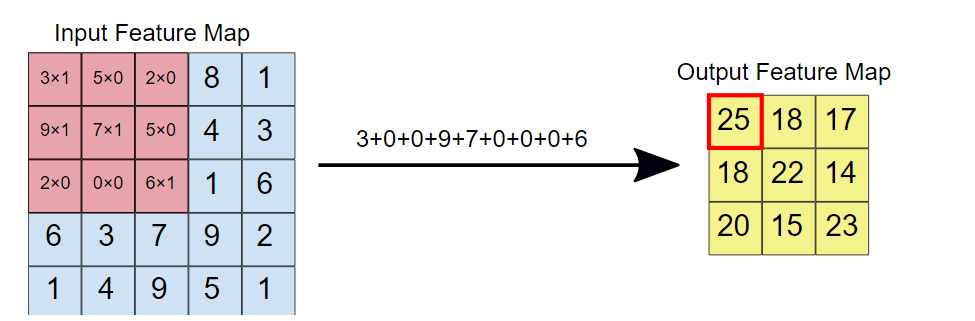 Input Feature Map
3×1 5×0 2×0 8 1
9×1 7×1 5×0 4 3
2×0 0×0 6×1 1 6
6 3 7 9 2
1 4 9 5 1
3+0+0+9+7+0+0+0+6
Output Feature Map
25 18 17
18 22 14
20 15 23